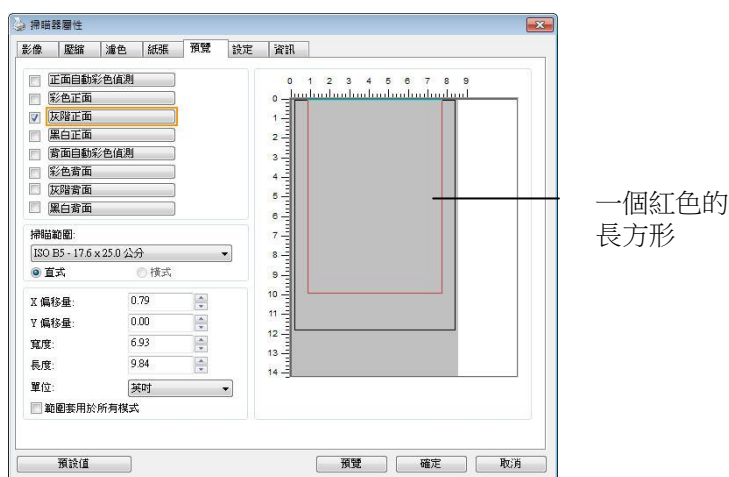 掃瞄器屬性
影像 壓縮 濾色 紙張 預覽 設定 資訊
正面自動彩色偵測
彩色正面
灰階正面
黑白正面
背面自動彩色偵測
彩色背面
灰階背面
黑白背面
掃瞄範圍:
ISO B5 - 17.6 x 25.0 公分
直式 橫式
X 偏移量: 0.79
Y 偏移量: 0.00
寬度: 6.93
長度: 9.84
單位: 英吋
範圍套用於所有模式
0 1 2 3 4 5 6 7 8 9
0
1
2
3
4
5
6
7
8
9
10
11
12
13
14
一個紅色的
長方形
預設值 預覽 確定 取消